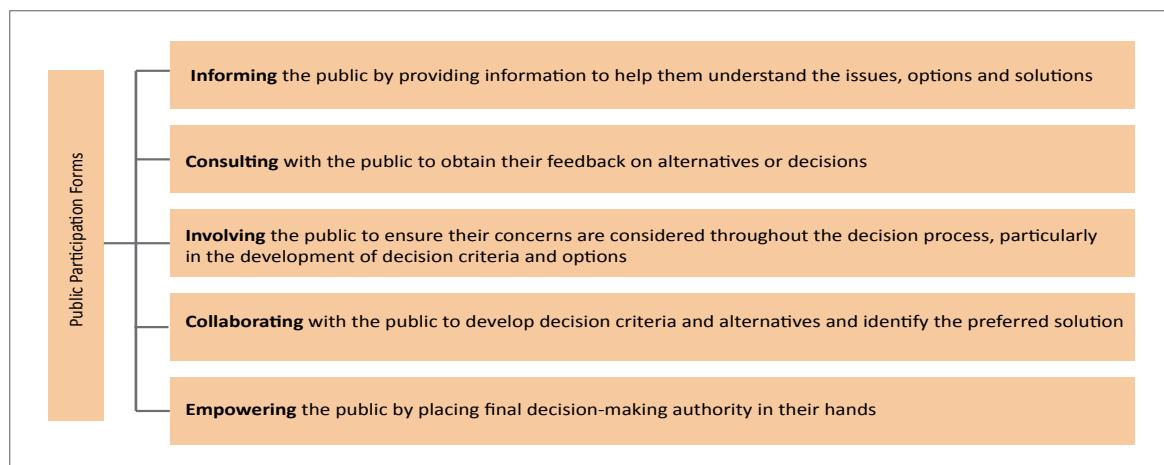 Public Participation Forms
Informing the public by providing information to help them understand the issues, options and solutions
Consulting with the public to obtain their feedback on alternatives or decisions
Involving the public to ensure their concerns are considered throughout the decision process, particularly
in the development of decision criteria and options
Collaborating with the public to develop decision criteria and alternatives and identify the preferred solution
Empowering the public by placing final decision-making authority in their hands